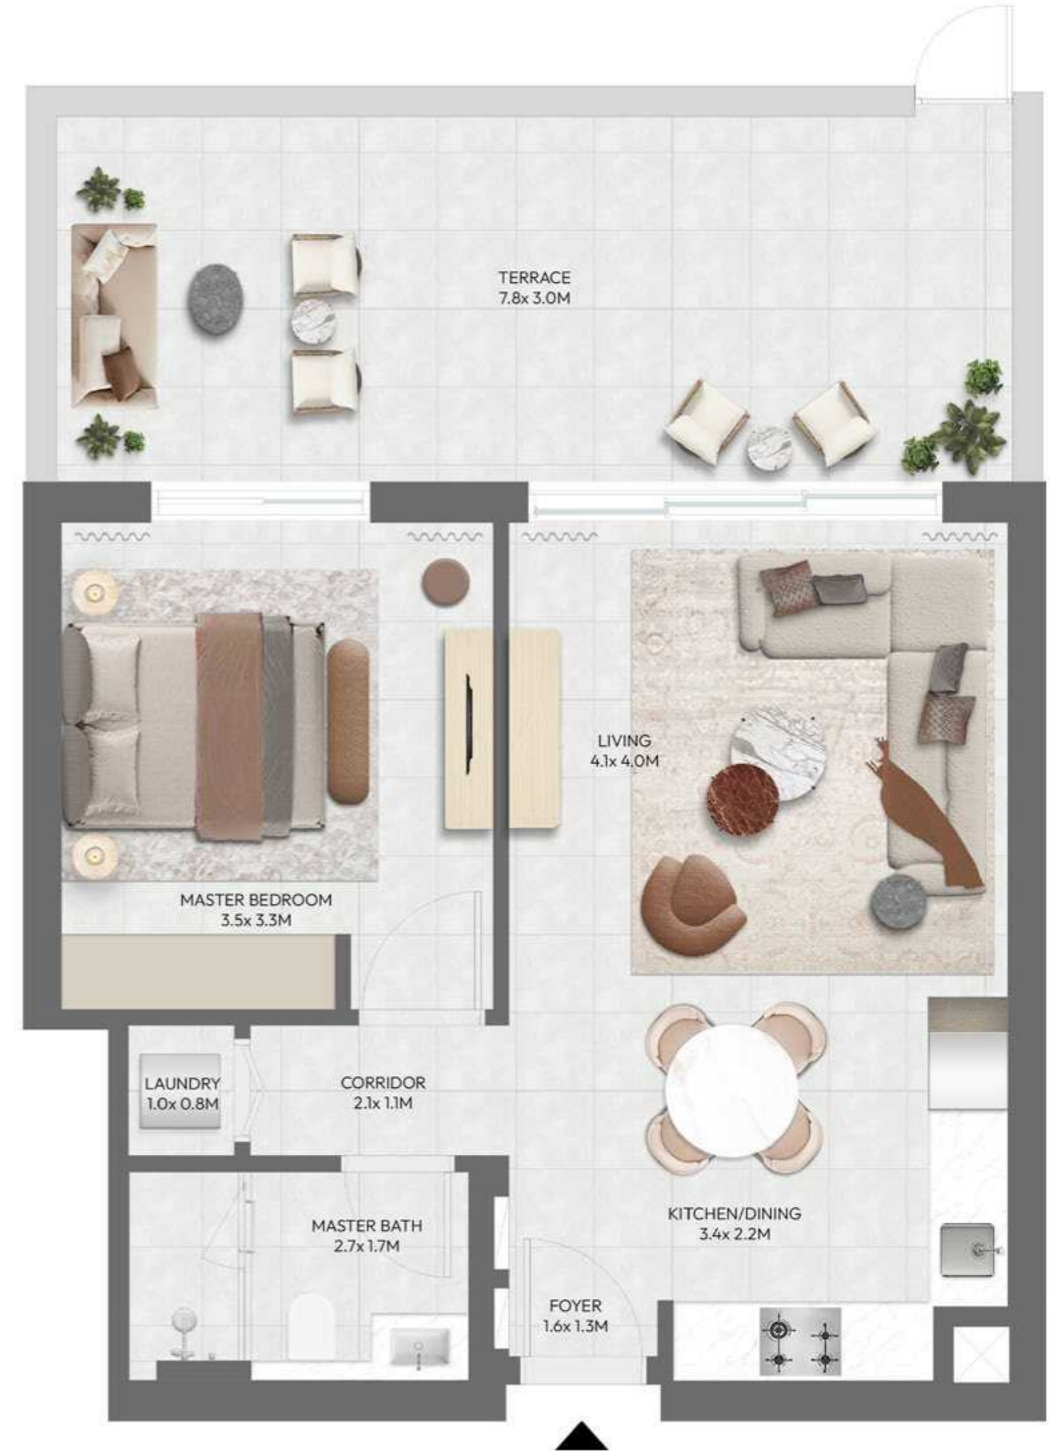 TERRACE
7.8x 3.0M
LIVING
4.1x 4.0M
MASTER BEDROOM
3.5x 3.3M
LAUNDRY
1.0x 0.8M
CORRIDOR
2.1x 1.1M
MASTER BATH
2.7x 1.7M
KITCHEN/DINING
3.4x 2.2M
FOYER
1.6x 1.3M